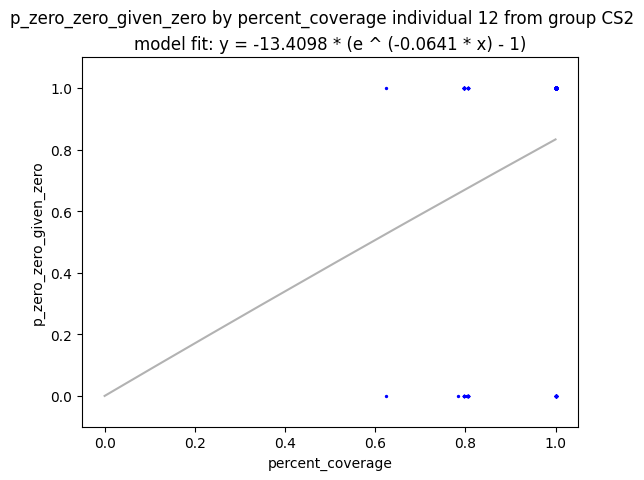 p_zero_zero_given_zero by percent_coverage individual 12 from group CS2
model fit: y = -13.4098 * (e ^ (-0.0641 * x) - 1)
1.0
0.8
0.6
0.4
0.2
0.0
p_zero_zero_given_zero
0.0 0.2 0.4 0.6 0.8 1.0
percent_coverage